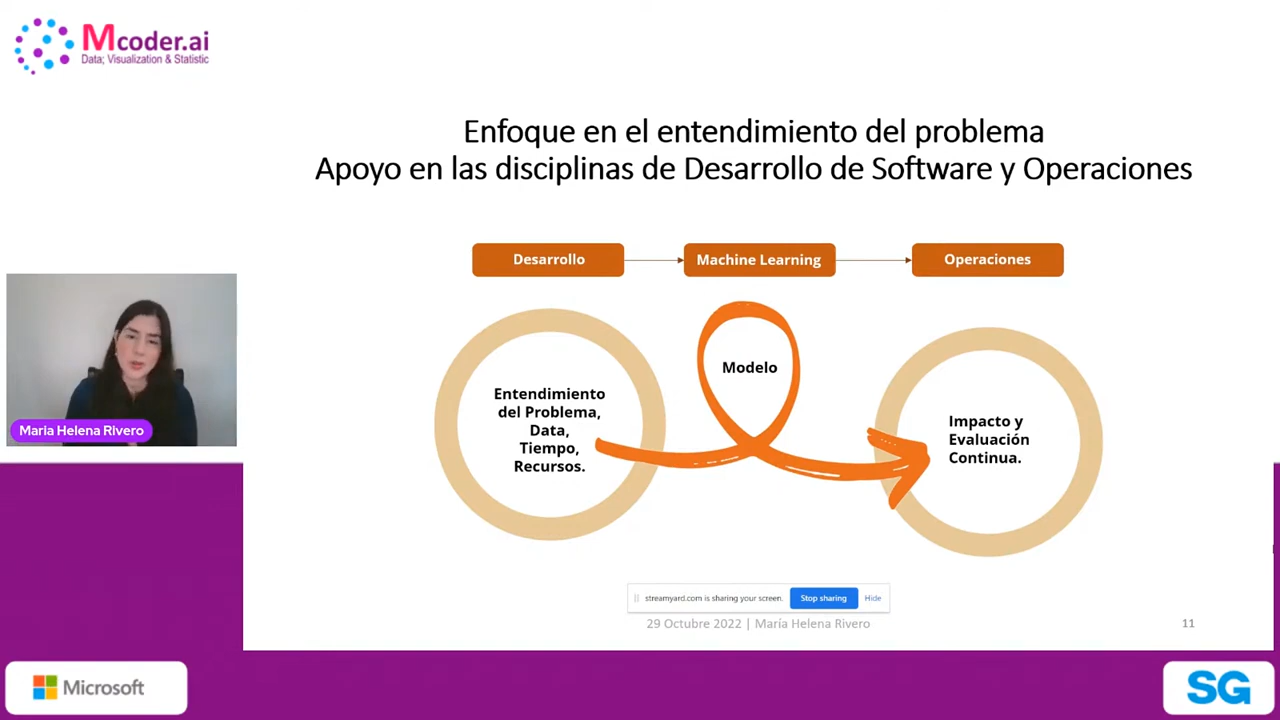 Mcoder.ai
Data; Visualization & Statistic
Enfoque en el entendimiento del problema
Apoyo en las disciplinas de Desarrollo de Software y Operaciones
Desarrollo
Machine Learning
Operaciones
Entendimiento
del Problema,
Data,
Tiempo,
Recursos.
Modelo
Impacto y
Evaluación
Continua.
Maria Helena Rivero
streamyard.com is sharing your screen.
Stop sharing
Hide
29 Octubre 2022 | María Helena Rivero
11
Microsoft
SG